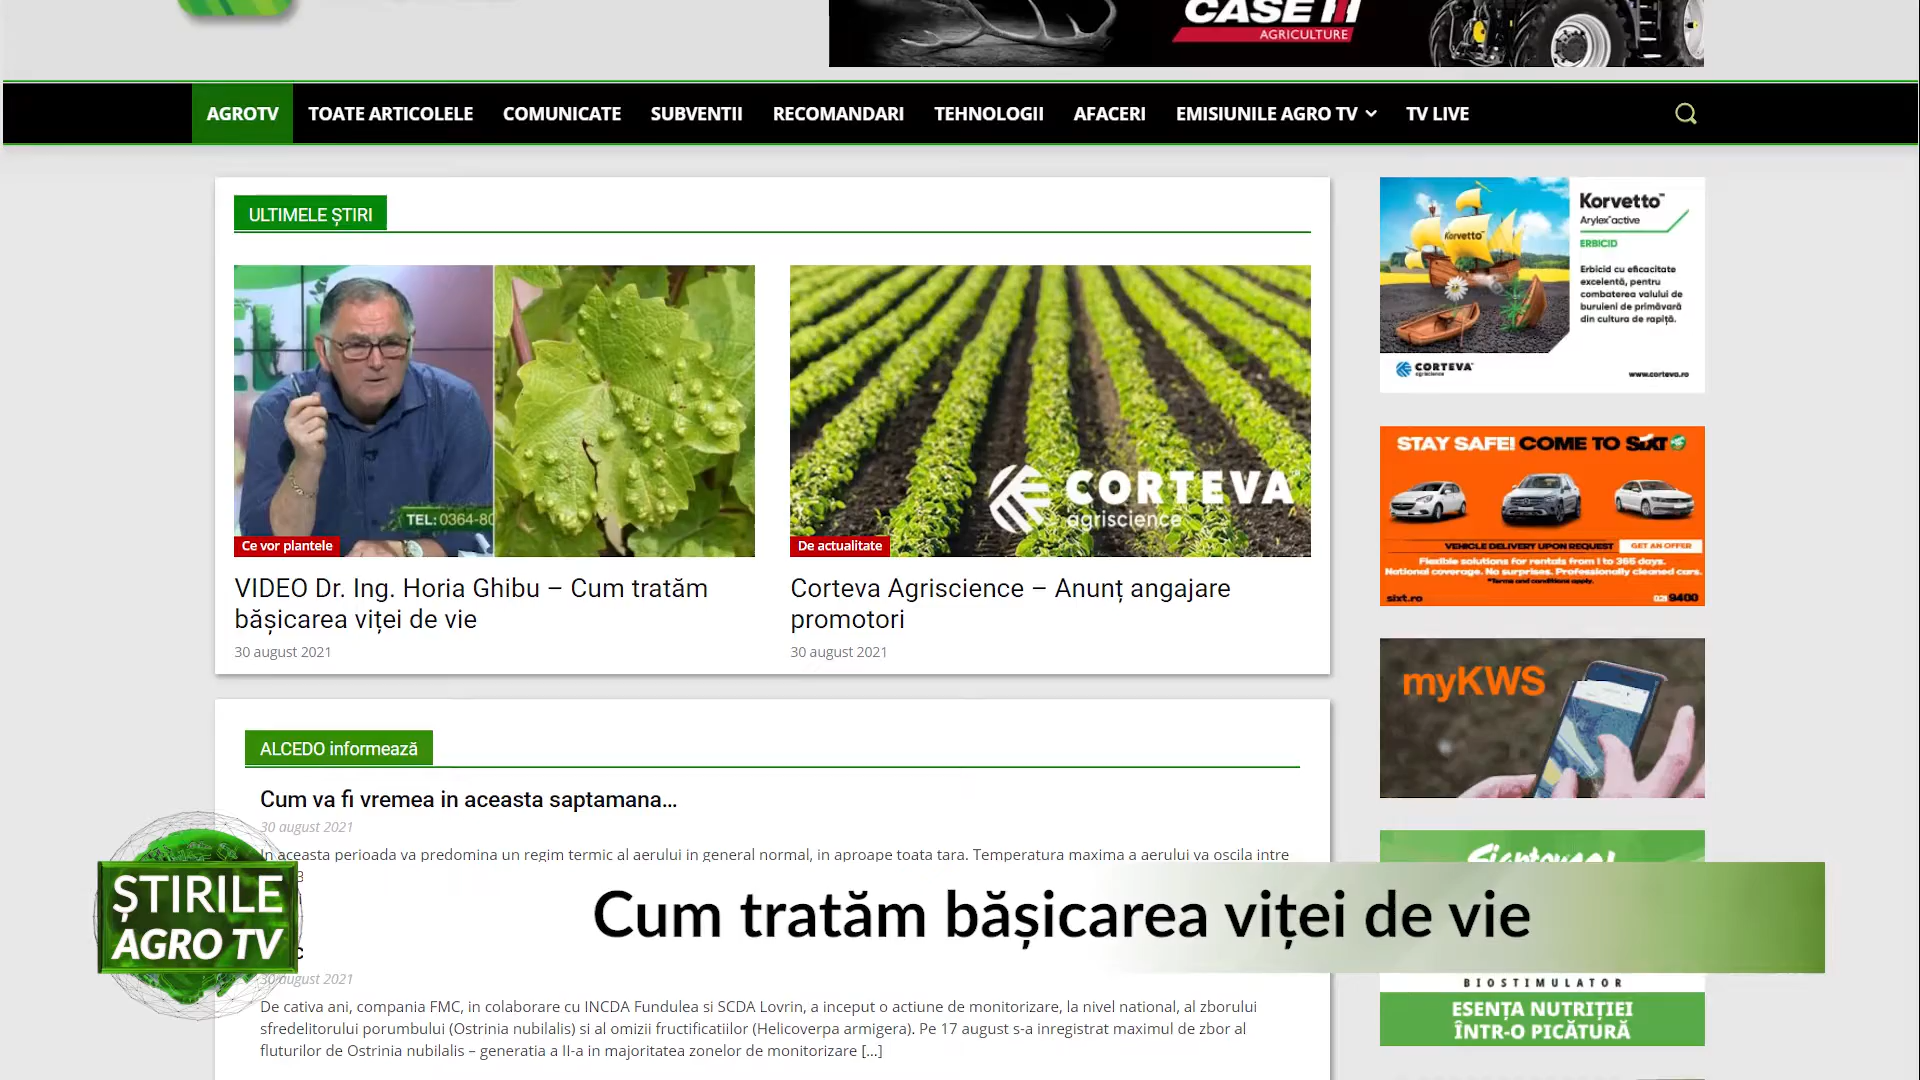 CASE III
AGRICULTURE
AGROTV TOATE ARTICOLELE COMUNICATE SUBVENTII RECOMANDARI TEHNOLOGII AFACERI EMISIUNILE AGRO TV TV LIVE
ULTIMELE ȘTIRI
TEL: 0364-80
Ce vor plantele
VIDEO Dr. Ing. Horia Ghibu – Cum tratăm
bășicarea viței de vie
30 august 2021
CORTEVA
agriscience
De actualitate
Corteva Agriscience – Anunț angajare
promotori
30 august 2021
Korvetto™
Arylex™active
ERBICID
Erbicid cu eficacitate
excelentă, pentru
combaterea valului de
buruieni de primăvară
din cultura de rapiță.
Korvetto™
CORTEVA™
agriscience
www.corteva.ro
STAY SAFE! COME TO SIXT
VEHICLE DELIVERY UPON REQUEST GET AN OFFER
Flexible solutions for rentals from 1 to 365 days.
National coverage. No surprises. Professionally cleaned cars.
*Terms and conditions apply.
sixt.ro 021 9400
myKWS
ALCEDO informează
Cum va fi vremea in aceasta saptamana...
30 august 2021
In aceasta perioada va predomina un regim termic al aerului in general normal, in aproape toata tara. Temperatura maxima a aerului va oscila intre
ȘTIRILE
AGRO TV
Cum tratăm bășicarea viței de vie
30 august 2021
De cativa ani, compania FMC, in colaborare cu INCDA Fundulea si SCDA Lovrin, a inceput o actiune de monitorizare, la nivel national, al zborului
sfredelitorului porumbului (Ostrinia nubilalis) si al omizii fructificatiilor (Helicoverpa armigera). Pe 17 august s-a inregistrat maximul de zbor al
fluturilor de Ostrinia nubilalis – generatia a II-a in majoritatea zonelor de monitorizare [...]
BIOSTIMULATOR
ESENȚA NUTRIȚIEI
ÎNTR-O PICĂTURĂ